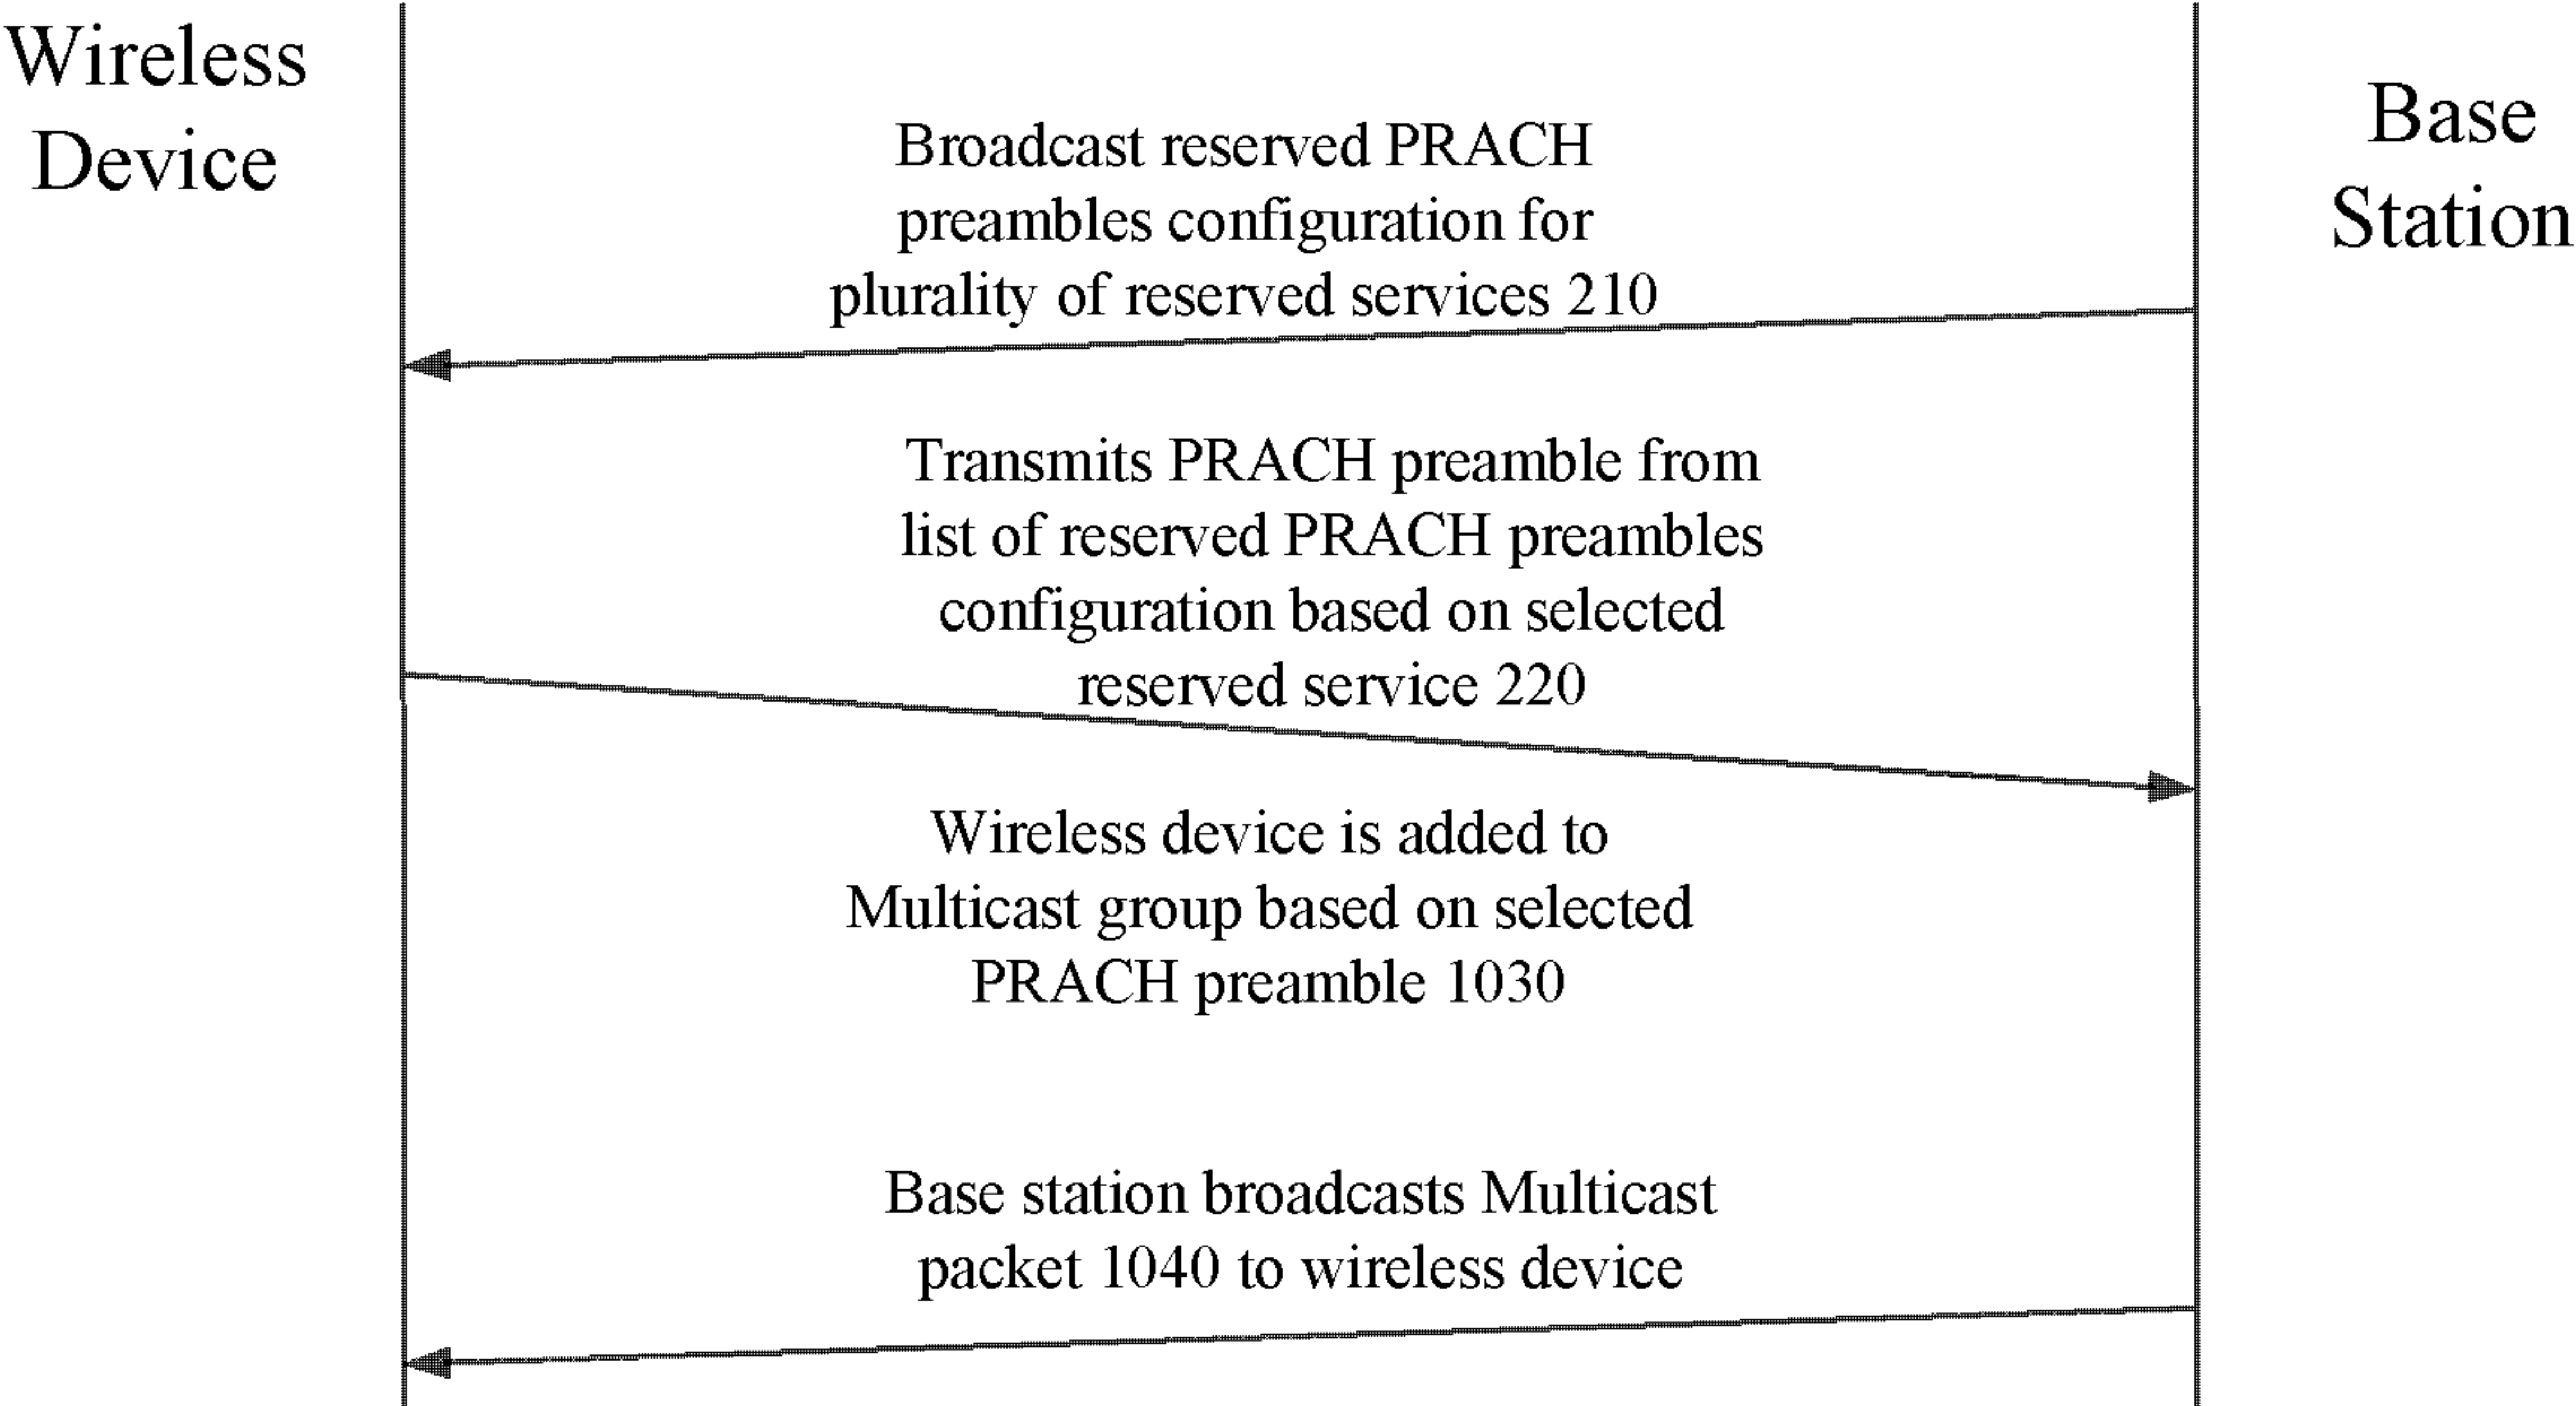 Wireless
Device
Base
Station
Broadcast reserved PRACH
preambles configuration for
plurality of reserved services 210
Transmits PRACH preamble from
list of reserved PRACH preambles
configuration based on selected
reserved service 220
Wireless device is added to
Multicast group based on selected
PRACH preamble 1030
Base station broadcasts Multicast
packet 1040 to wireless device